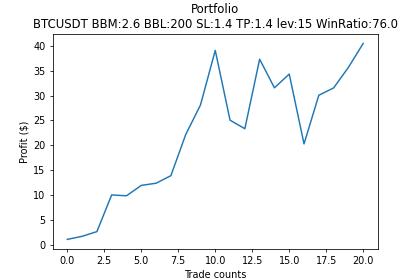 Portfolio
BTCUSDT BBM:2.6 BBL:200 SL:1.4 TP:1.4 lev:15 WinRatio:76.0
40
35
30
25
20
15
10
5
0
Profit ($)
0.0 2.5 5.0 7.5 10.0 12.5 15.0 17.5 20.0
Trade counts